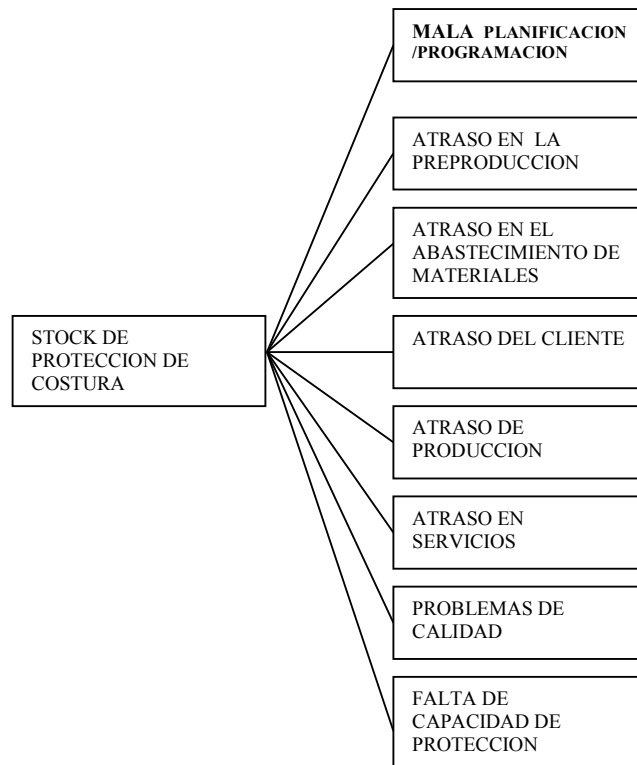 MALA PLANIFICACION
/PROGRAMACION
ATRASO EN LA
PREPRODUCCION
ATRASO EN EL
ABASTECIMIENTO DE
MATERIALES
STOCK DE
PROTECCION DE
COSTURA
ATRASO DEL CLIENTE
ATRASO DE
PRODUCCION
ATRASO EN
SERVICIOS
PROBLEMAS DE
CALIDAD
FALTA DE
CAPACIDAD DE
PROTECCION